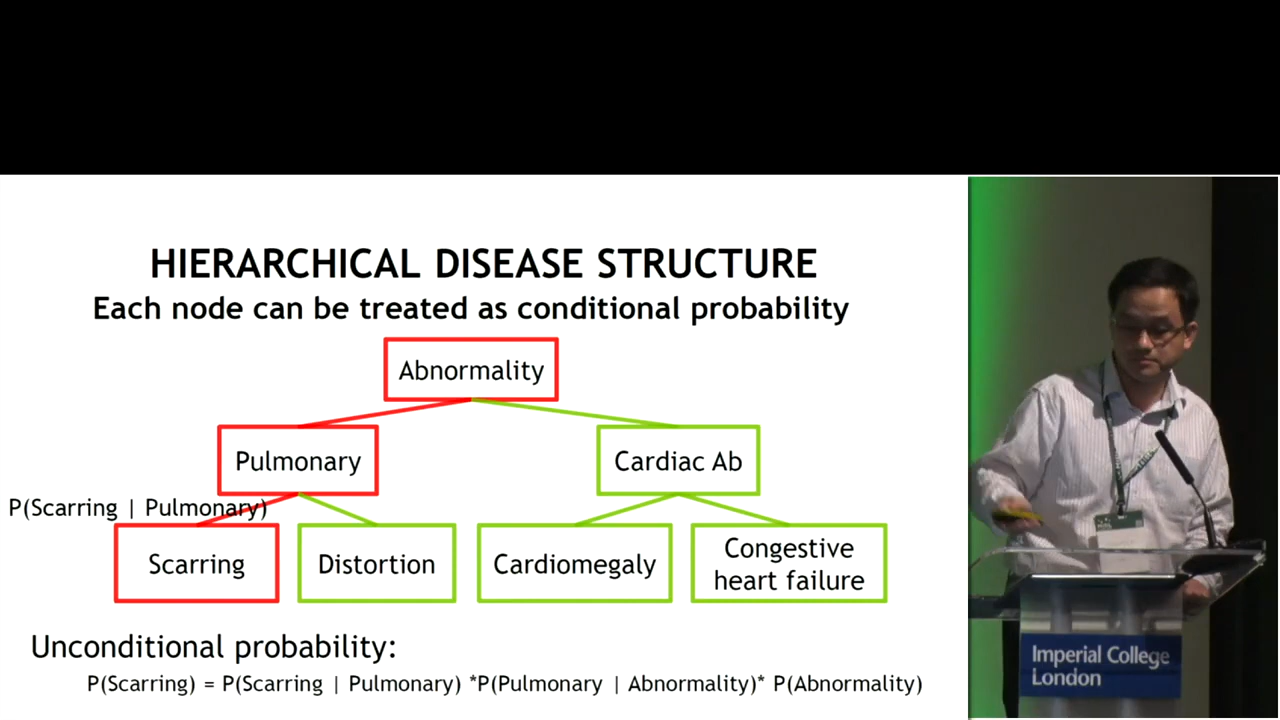 HIERARCHICAL DISEASE STRUCTURE
Each node can be treated as conditional probability
Abnormality
Pulmonary
Cardiac Ab
P(Scarring | Pulmonary)
Scarring
Distortion
Cardiomegaly
Congestive
heart failure
Unconditional probability:
P(Scarring) = P(Scarring | Pulmonary) *P(Pulmonary | Abnormality)* P(Abnormality)
Imperial College
London